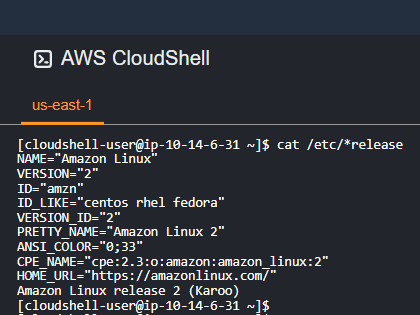 AWS CloudShell
us-east-1
[cloudshell-user@ip-10-14-6-31 ~]$ cat /etc/*release
NAME="Amazon Linux"
VERSION="2"
ID="amzn"
ID_LIKE="centos rhel fedora"
VERSION_ID="2"
PRETTY_NAME="Amazon Linux 2"
ANSI_COLOR="0;33"
CPE_NAME="cpe:2.3:o:amazon:amazon_linux:2"
HOME_URL="https://amazonlinux.com/"
Amazon Linux release 2 (Karoo)
[cloudshell-user@ip-10-14-6-31 ~]$